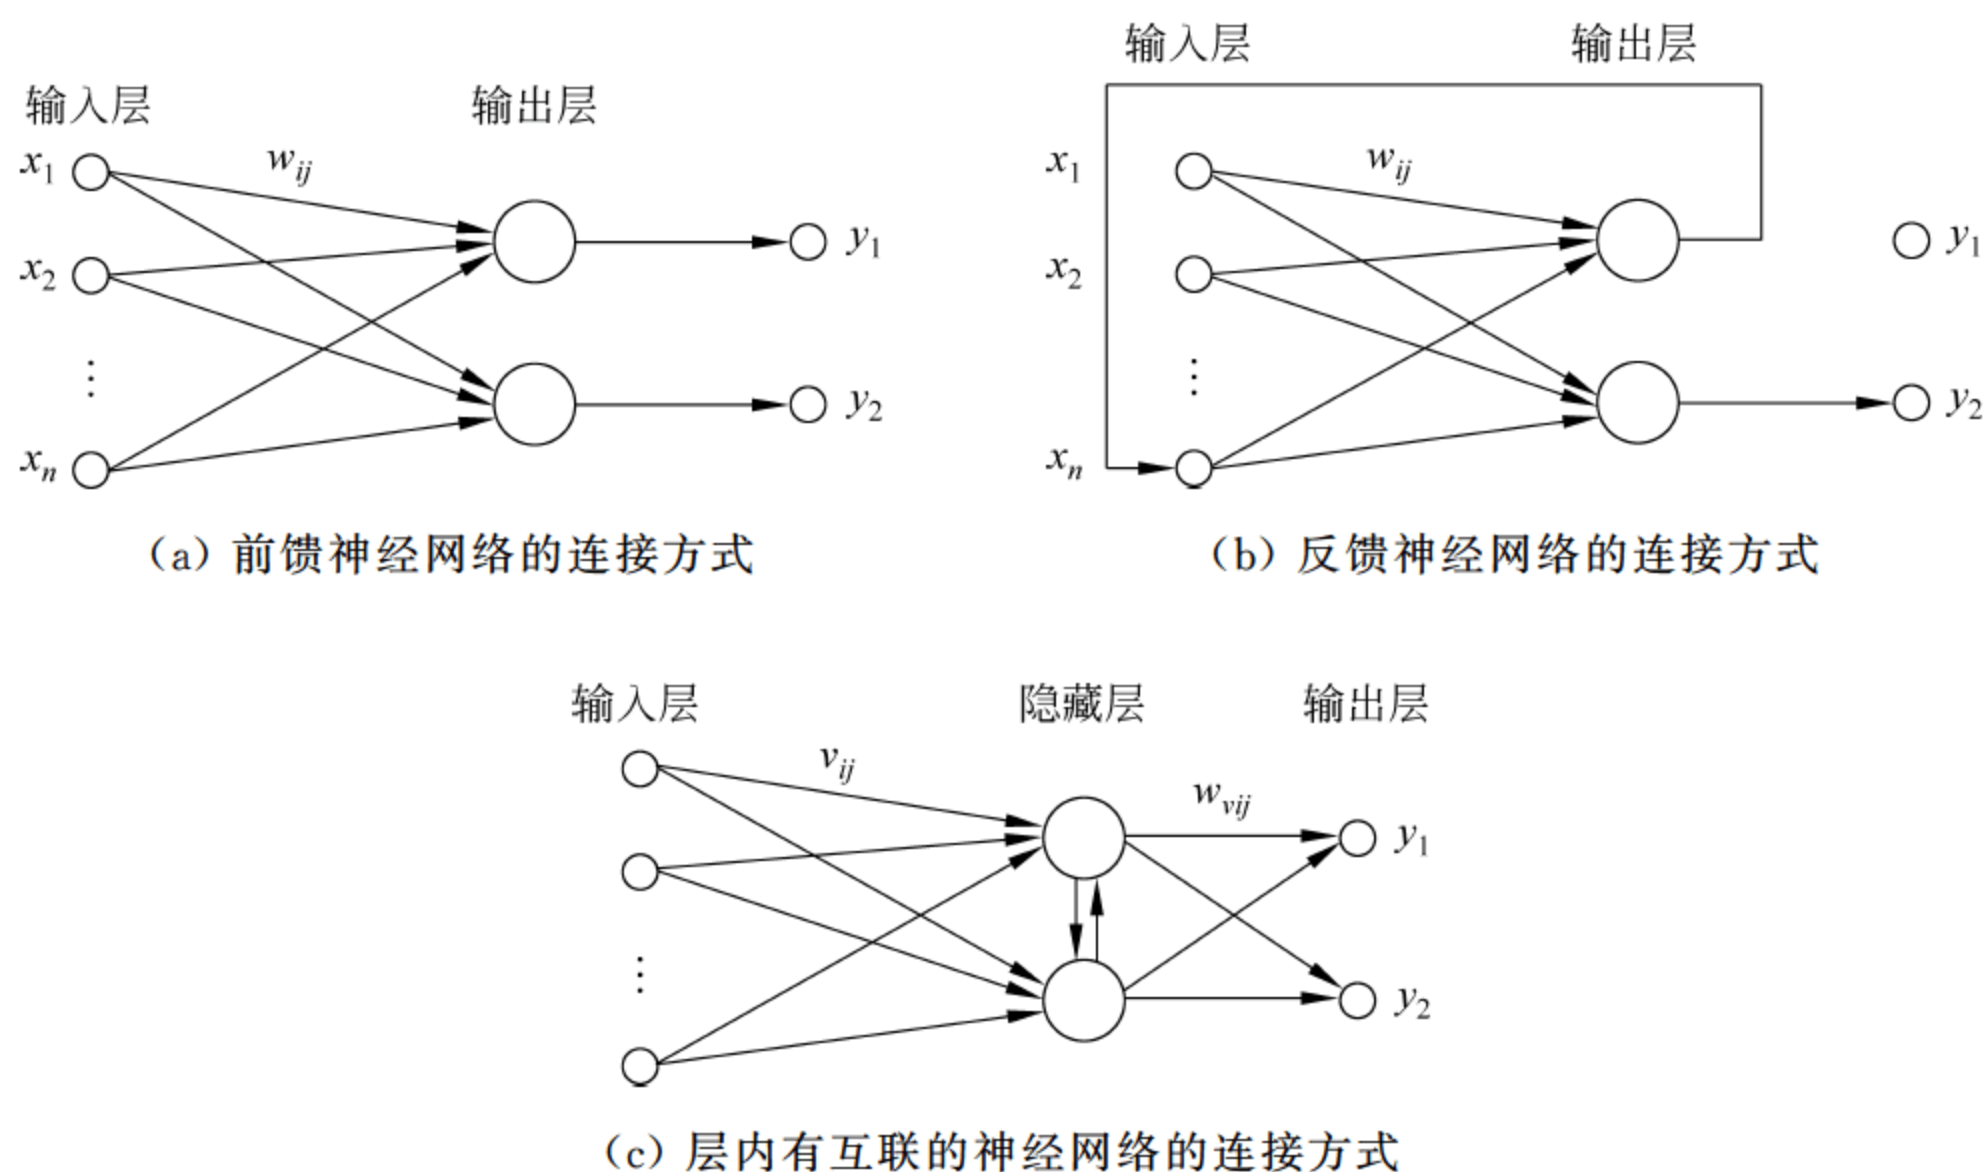 输入层 输出层
x1 wij
y1
x2
⋮
y2
xn
(a) 前馈神经网络的连接方式
输入层 输出层
x1 wij
y1
x2
⋮
y2
xn
(b) 反馈神经网络的连接方式
输入层 隐藏层 输出层
vij
wvij
y1
⋮
y2
(c) 层内有互联的神经网络的连接方式